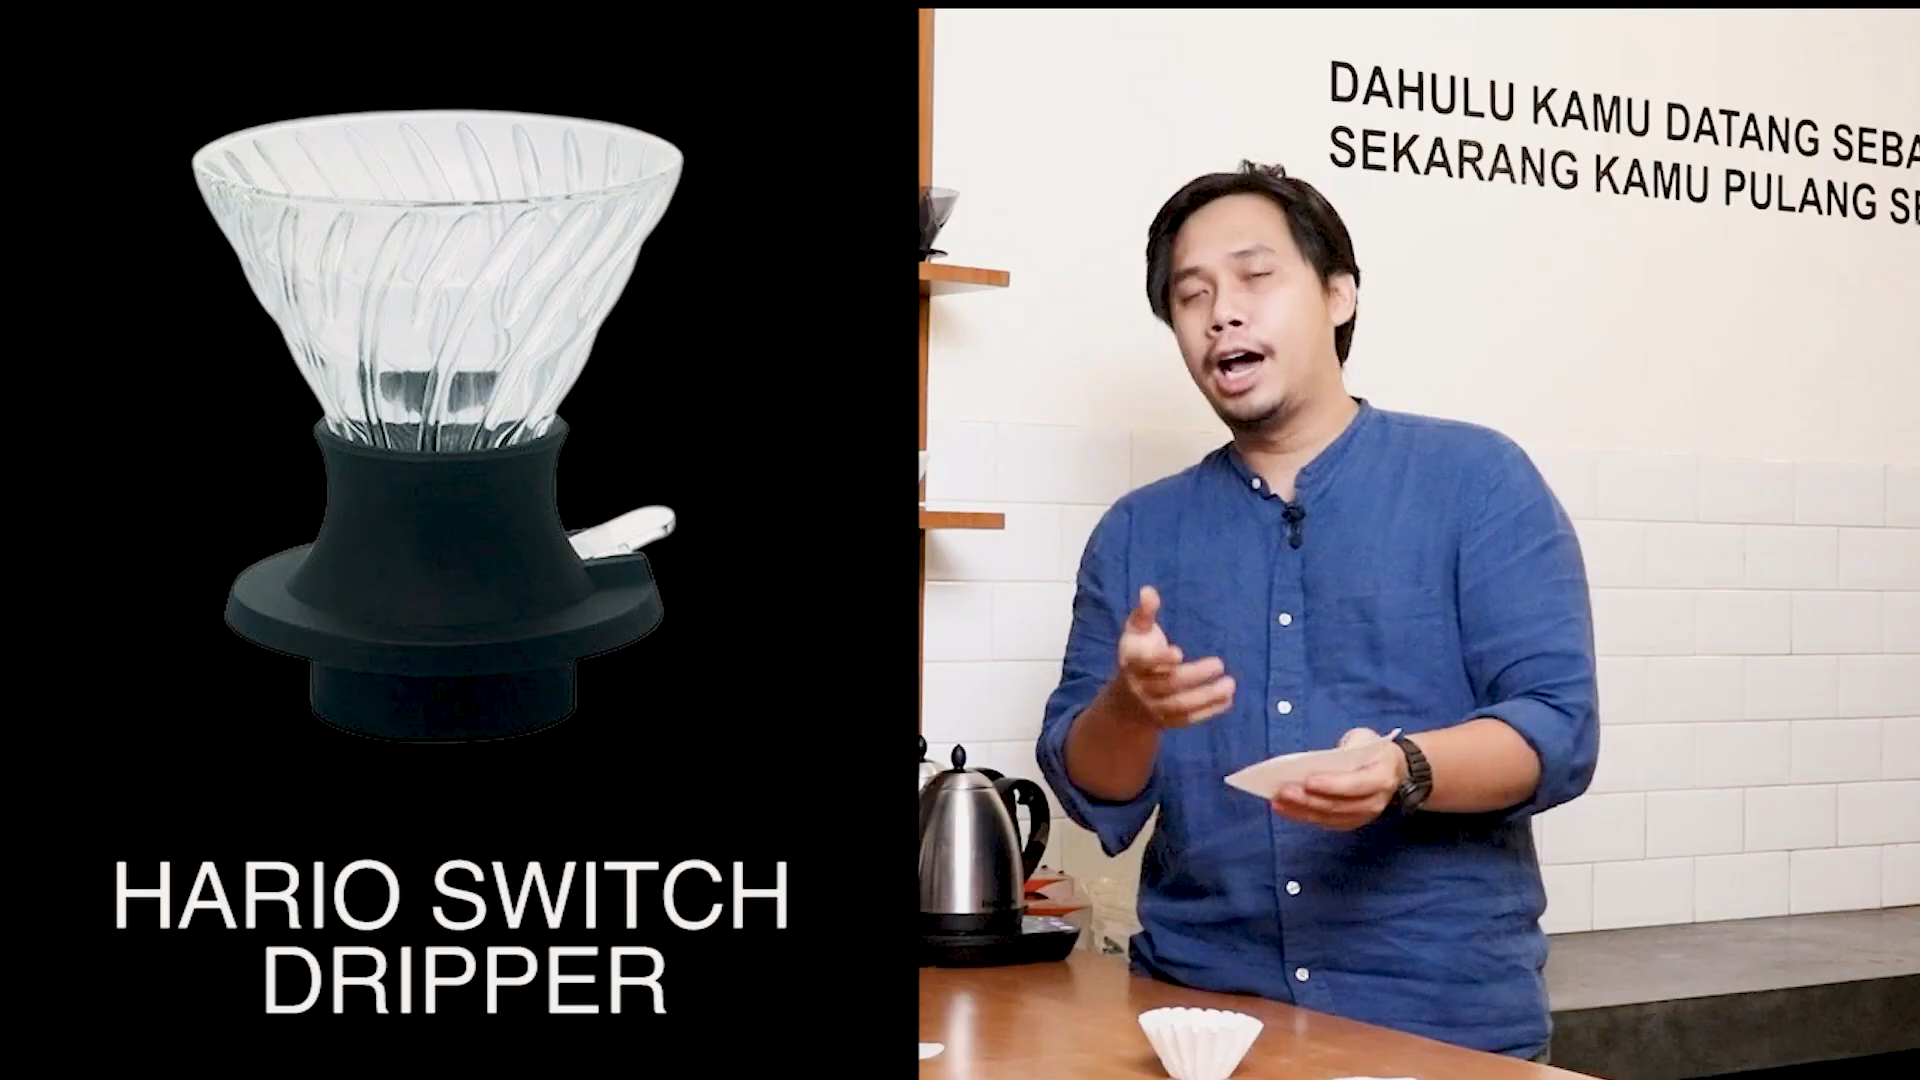 HARIO SWITCH
DRIPPER
DAHULU KAMU DATANG SEBA
SEKARANG KAMU PULANG SE